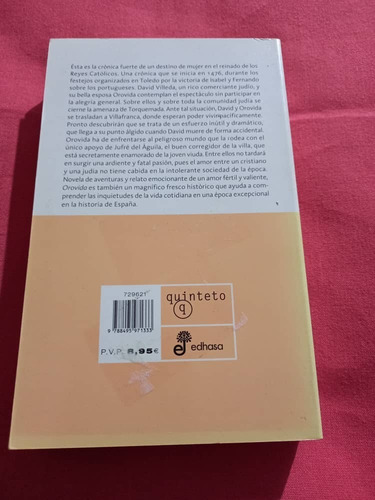 Ésta es la crónica fuerte de un destino de mujer en el reinado de los
Reyes Católicos. Una crónica que se inicia en 1476, durante los
festejos organizados en Toledo por la victoria de Isabel y Fernando
sobre los portugueses. David Villeda, un rico comerciante judío, y
su bella esposa Orovida contemplan el espectáculo sin participar en
la alegría general. Sobre ellos y sobre toda la comunidad judía se
cierne la amenaza de Torquemada. Ante tal situación, David y Orovida
se trasladan a Villafranca, donde esperan poder vivir pacíficamente.
Pronto descubrirán que se trata de un esfuerzo inútil y dramático,
que llega a su punto álgido cuando David muere de forma accidental.
Orovida ha de enfrentarse al peligroso mundo que la rodea con el
único apoyo de Jufré del Águila, el buen corregidor de la villa, que
está secretamente enamorado de la joven viuda. Entre ellos no tardará
en surgir una ardiente y fatal pasión, pues el amor entre un cristiano
y una judía no tiene cabida en la intolerante sociedad de la época.
Novela de aventuras y relato emocionante de un amor fértil y valiente,
Orovida es también un magnífico fresco histórico que ayuda a com-
prender las inquietudes de la vida cotidiana en una época excepcional
en la historia de España.
729621
9 788495 971333
P.V.P. 8,95€
quinteto
q
edhasa